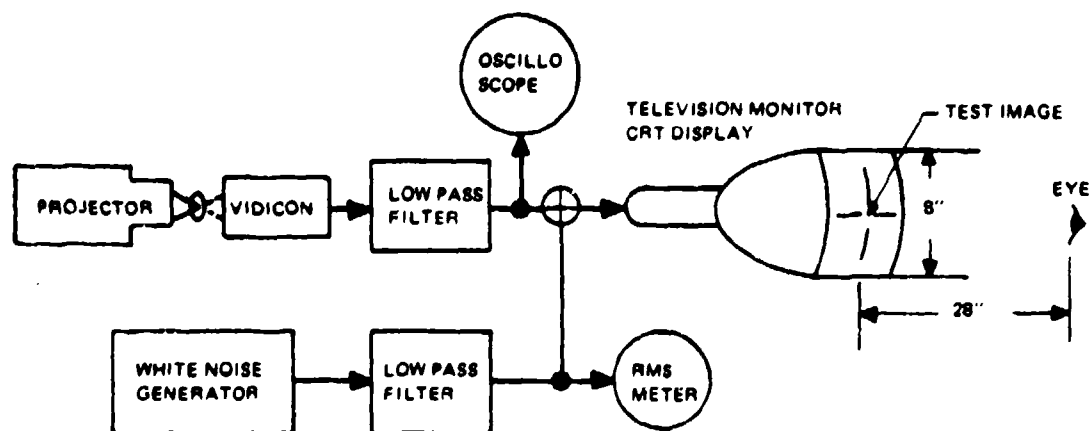 OSCILLO
SCOPE
TELEVISION MONITOR
CRT DISPLAY
TEST IMAGE
PROJECTOR
VIDICON
LOW PASS
FILTER
8"
EYE
28"
WHITE NOISE
GENERATOR
LOW PASS
FILTER
RMS
METER